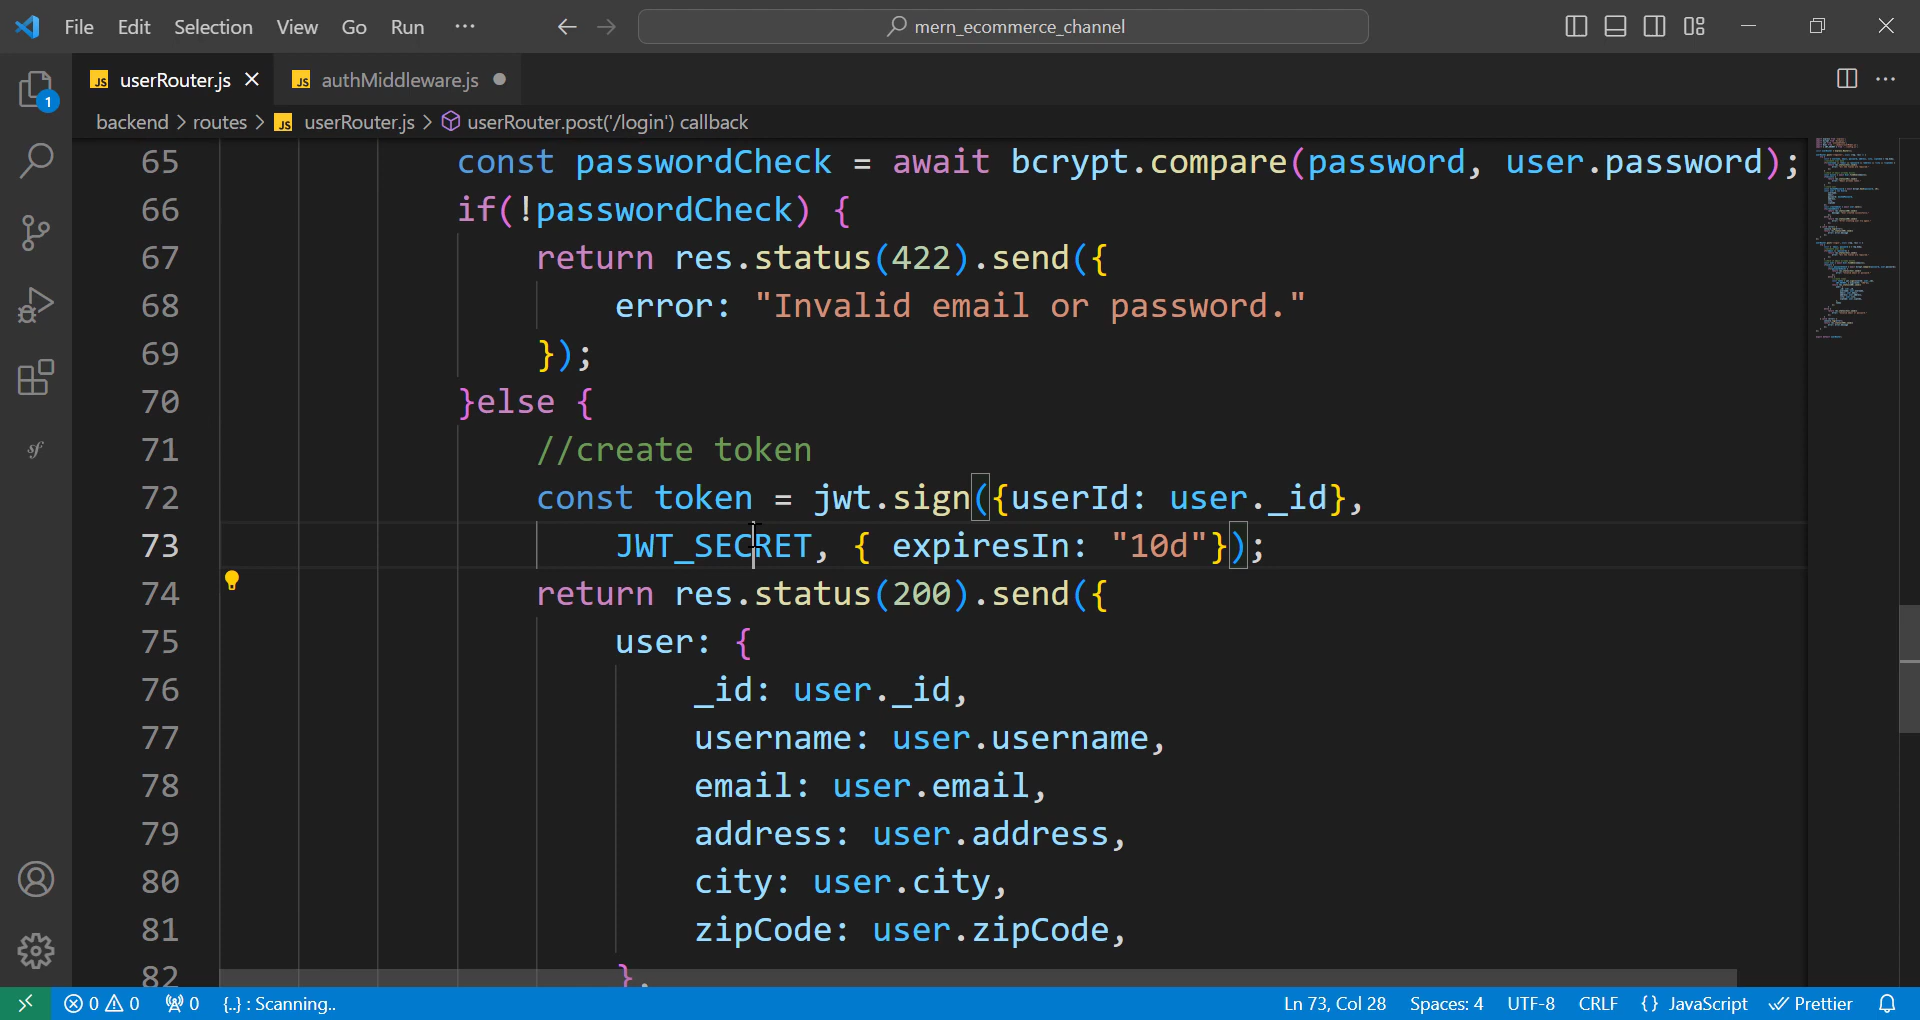 File Edit Selection View Go Run ··· mern_ecommerce_channel
JS userRouter.js JS authMiddleware.js
1
backend > routes > JS userRouter.js > userRouter.post('/login') callback
65 const passwordCheck = await bcrypt.compare(password, user.password);
66 if(!passwordCheck) {
67 return res.status(422).send({
68 error: "Invalid email or password."
69 });
70 }else {
71 //create token
72 const token = jwt.sign({userId: user._id},
73 JWT_SECRET, { expiresIn: "10d"});
74 return res.status(200).send({
75 user: {
76 _id: user._id,
77 username: user.username,
78 email: user.email,
79 address: user.address,
80 city: user.city,
81 zipCode: user.zipCode,
82 },
sf
0 0 0 {..} : Scanning.. Ln 73, Col 28 Spaces: 4 UTF-8 CRLF {} JavaScript Prettier